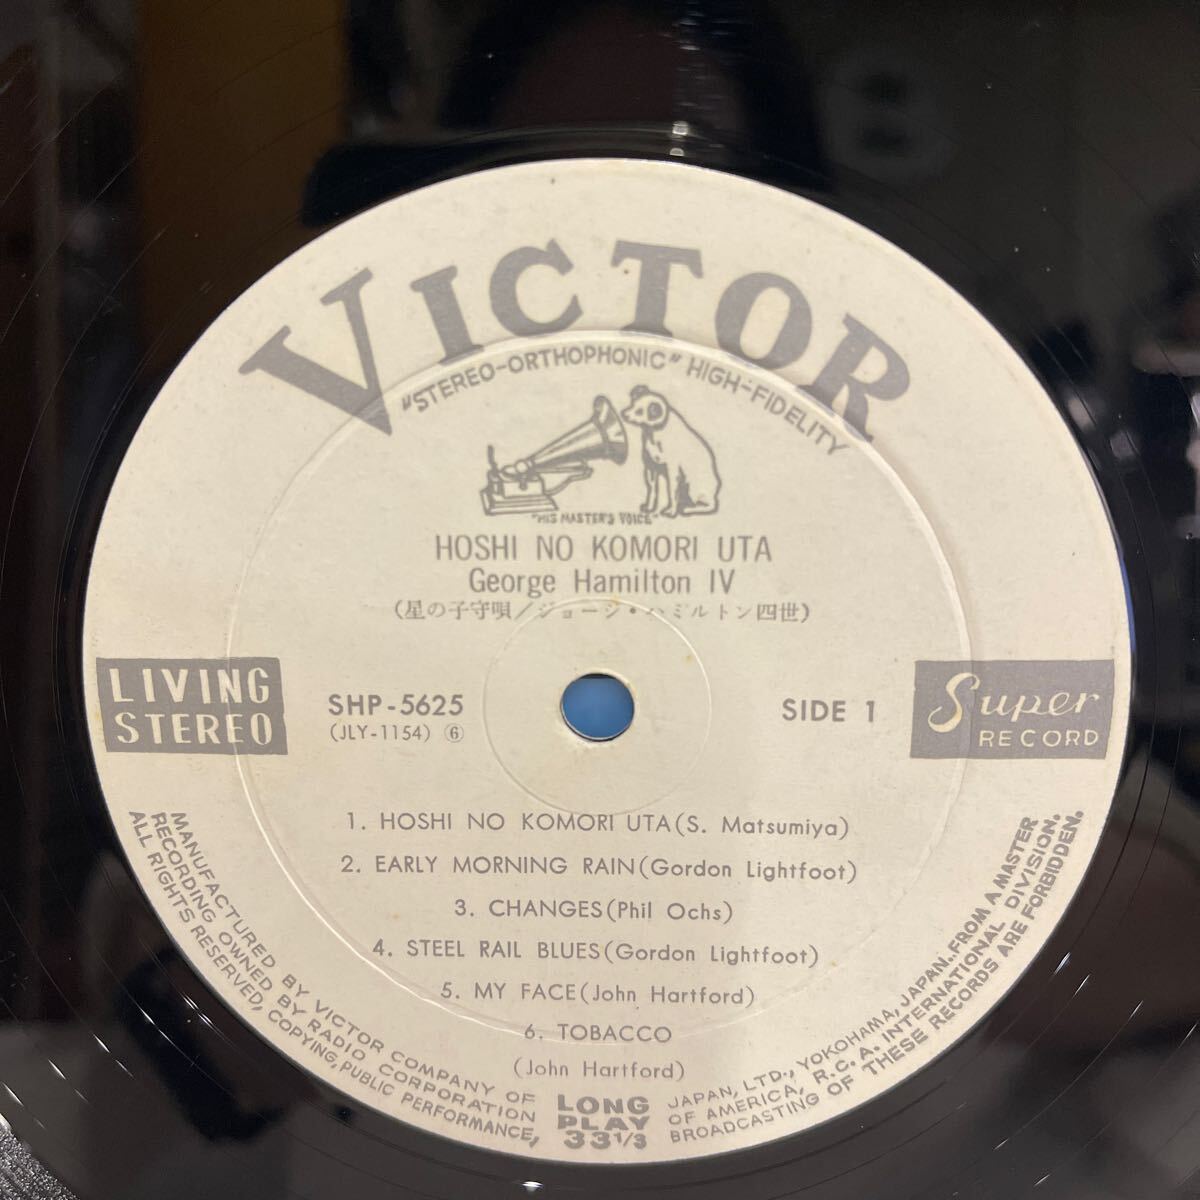 VICTOR
"STEREO-ORTHOPHONIC" HIGH-FIDELITY
"HIS MASTER'S VOICE"
HOSHI NO KOMORI UTA
George Hamilton IV
(星の子守唄/ジョージ・ハミルトン四世)
LIVING
STEREO
SHP-5625
(JLY-1154) ⑥
SIDE 1
Super
RECORD
1. HOSHI NO KOMORI UTA (S. Matsumiya)
2. EARLY MORNING RAIN (Gordon Lightfoot)
3. CHANGES (Phil Ochs)
4. STEEL RAIL BLUES (Gordon Lightfoot)
5. MY FACE (John Hartford)
6. TOBACCO
(John Hartford)
MANUFACTURED BY VICTOR COMPANY OF JAPAN, LTD., YOKOHAMA, JAPAN..FROM A MASTER
RECORDING OWNED BY RADIO CORPORATION OF AMERICA, R.C.A. INTERNATIONAL DIVISION.
ALL RIGHTS RESERVED, COPYING, PUBLIC PERFORMANCE, BROADCASTING OF THESE RECORDS ARE FORBIDDEN.
LONG
PLAY
33 1/3